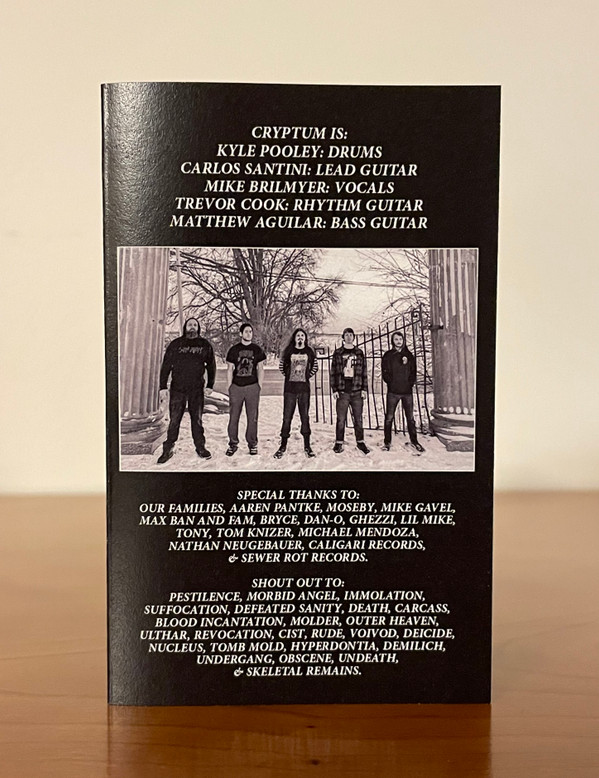 CRYPTUM IS:
KYLE POOLEY: DRUMS
CARLOS SANTINI: LEAD GUITAR
MIKE BRILMYER: VOCALS
TREVOR COOK: RHYTHM GUITAR
MATTHEW AGUILAR: BASS GUITAR
SPECIAL THANKS TO:
OUR FAMILIES, AAREN PANTKE, MOSEBY, MIKE GAVEL,
MAX BAN AND FAM, BRYCE, DAN-O, GHEZZI, LIL MIKE,
TONY, TOM KNIZER, MICHAEL MENDOZA,
NATHAN NEUGEBAUER, CALIGARI RECORDS,
& SEWER ROT RECORDS.
SHOUT OUT TO:
PESTILENCE, MORBID ANGEL, IMMOLATION,
SUFFOCATION, DEFEATED SANITY, DEATH, CARCASS,
BLOOD INCANTATION, MOLDER, OUTER HEAVEN,
ULTHAR, REVOCATION, CIST, RUDE, VOIVOD, DEICIDE,
NUCLEUS, TOMB MOLD, HYPERDONTIA, DEMILICH,
UNDERGANG, OBSCENE, UNDEATH,
& SKELETAL REMAINS.